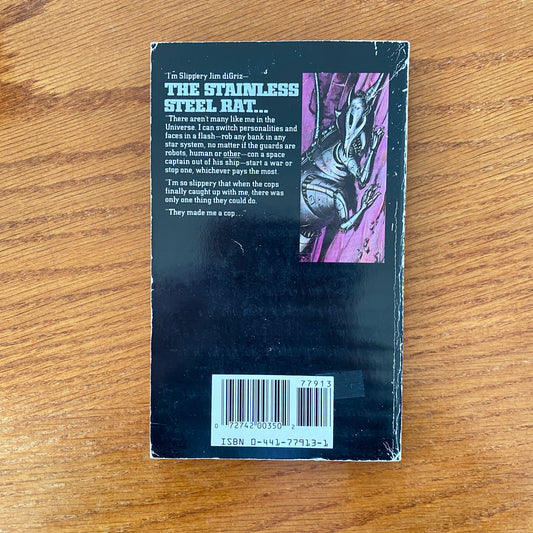 "I'm Slippery Jim diGriz—
THE STAINLESS
STEEL RAT...
"There aren't many like me in the
Universe. I can switch personalities and
faces in a flash—rob any bank in
any star system, no matter if the guards are
robots, human or other—con a space
captain out of his ship—start a war or
stop one, whichever pays the most.
"I'm so slippery that when the cops
finally caught up with me, there was
only one thing they could do.
"They made me a cop..."
77913
0 72742 00350 2
ISBN 0-441-77913-1